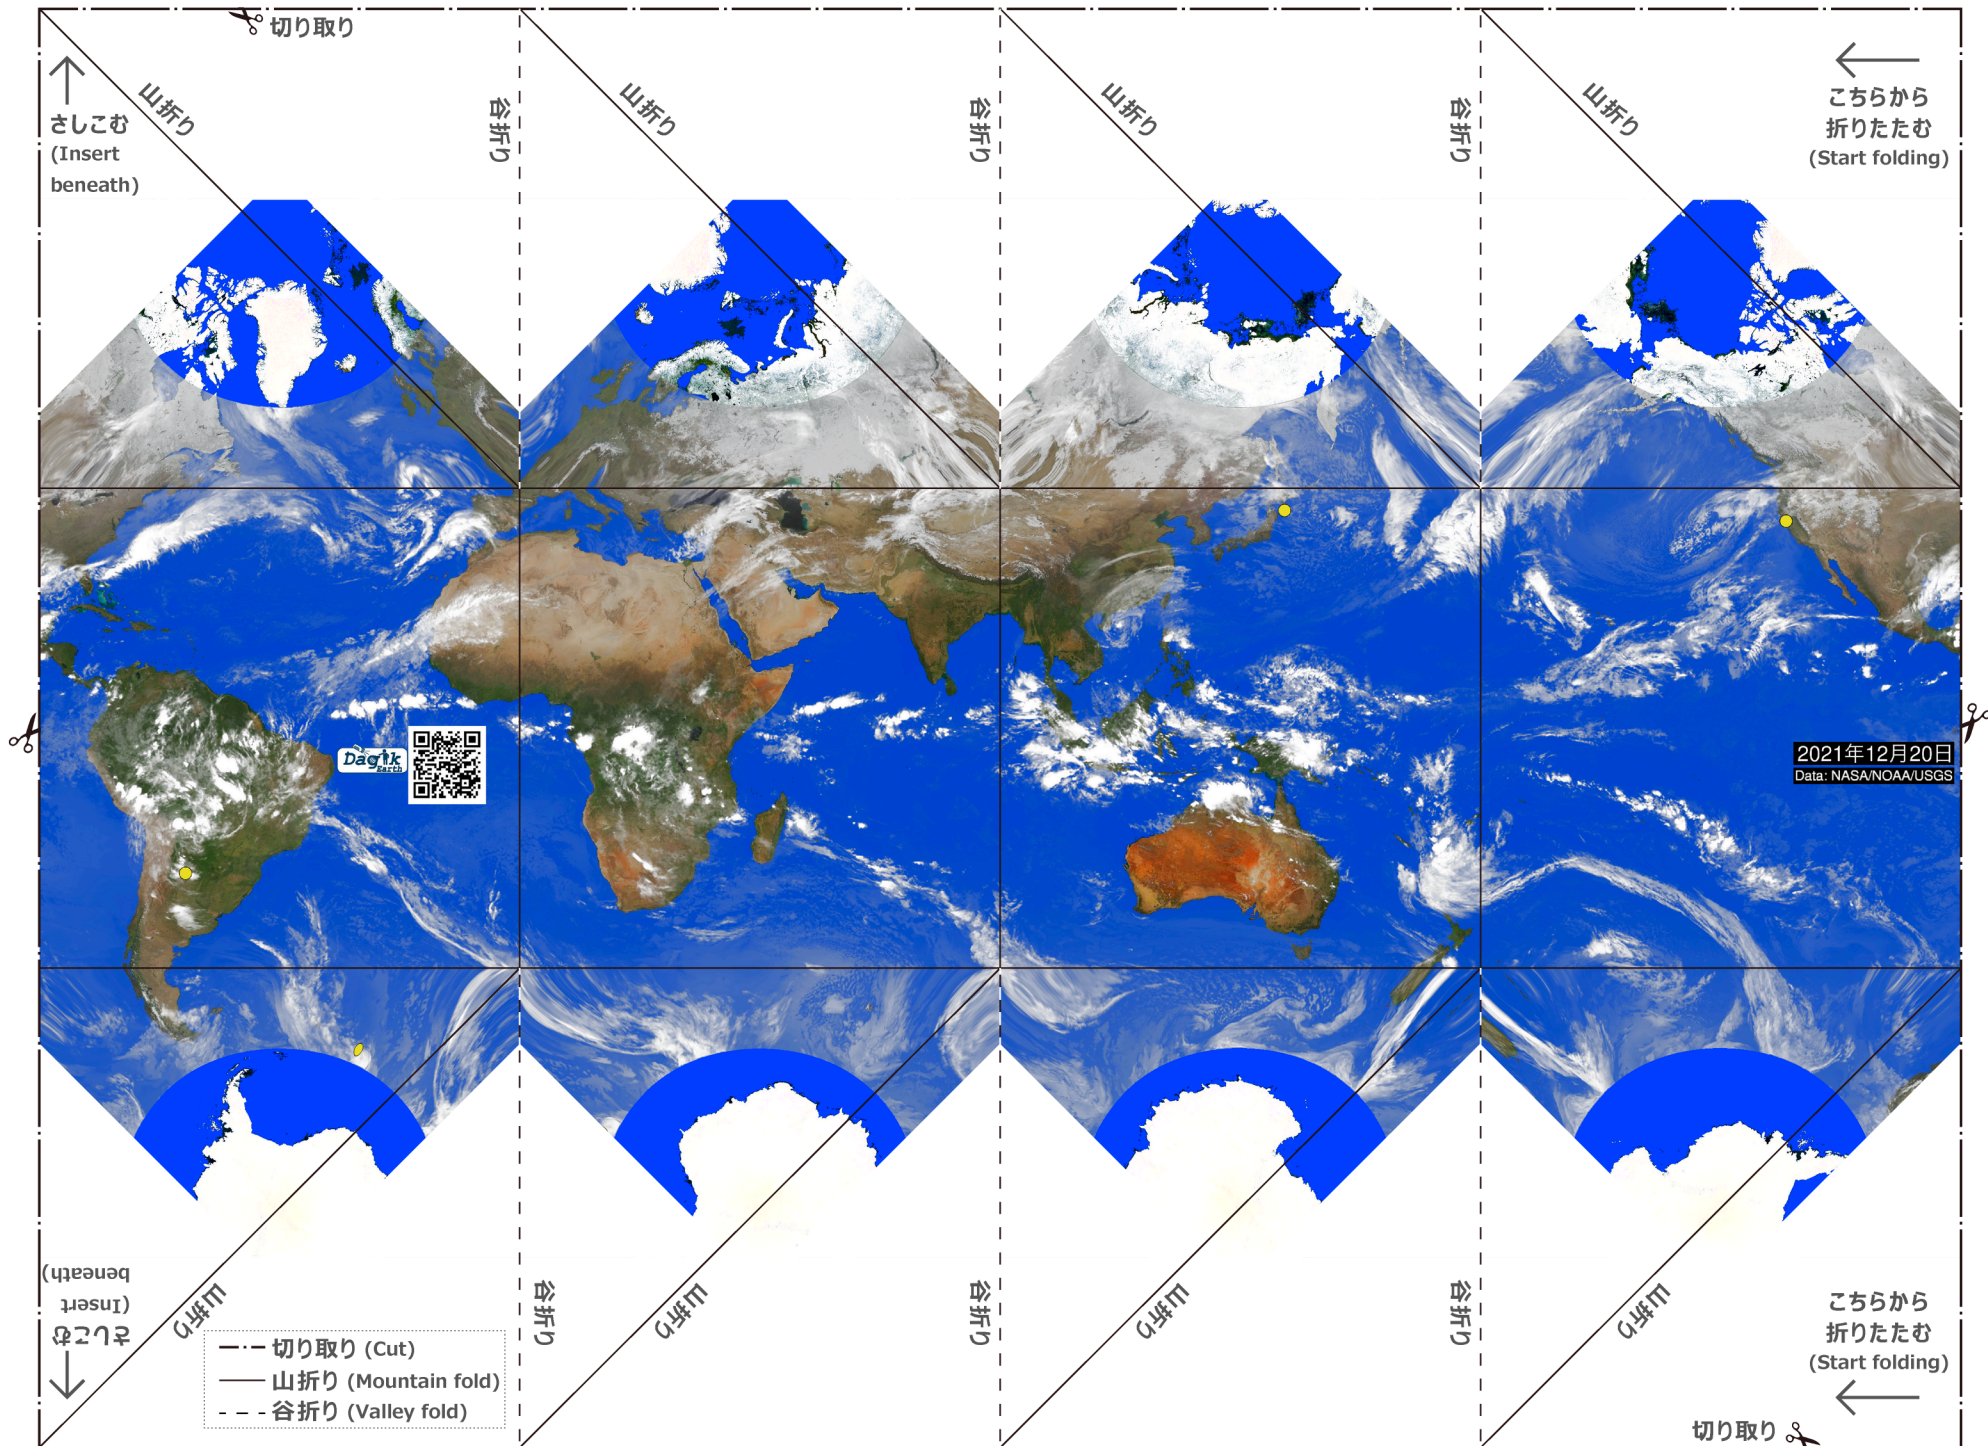 切り取り
山折り
谷折り
山折り
谷折り
山折り
谷折り
山折り
さしこむ
(Insert
beneath)
こちらから
折りたたむ
(Start folding)
Dagik
Earth
2021年12月20日
Data: NASA/NOAA/USGS
さしこむ
(Insert
beneath)
山折り
谷折り
山折り
谷折り
山折り
谷折り
山折り
こちらから
折りたたむ
(Start folding)
切り取り (Cut)
山折り (Mountain fold)
谷折り (Valley fold)
切り取り